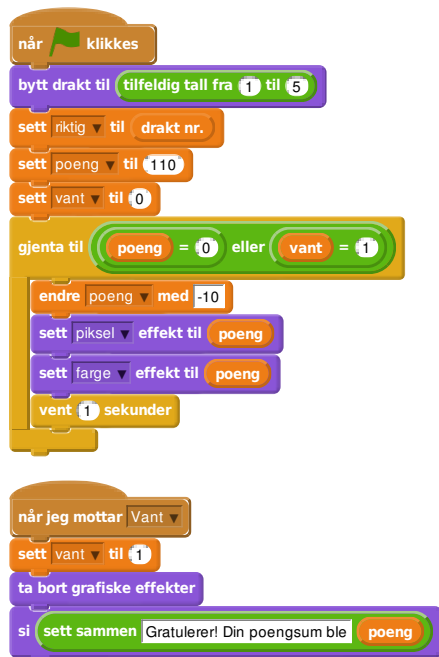 når klikkes
bytt drakt til tilfeldig tall fra 1 til 5
sett riktig til drakt nr.
sett poeng til 110
sett vant til 0
gjenta til poeng = 0 eller vant = 1
endre poeng med -10
sett piksel effekt til poeng
sett farge effekt til poeng
vent 1 sekunder
når jeg mottar Vant
sett vant til 1
ta bort grafiske effekter
si sett sammen Gratulerer! Din poengsum ble poeng